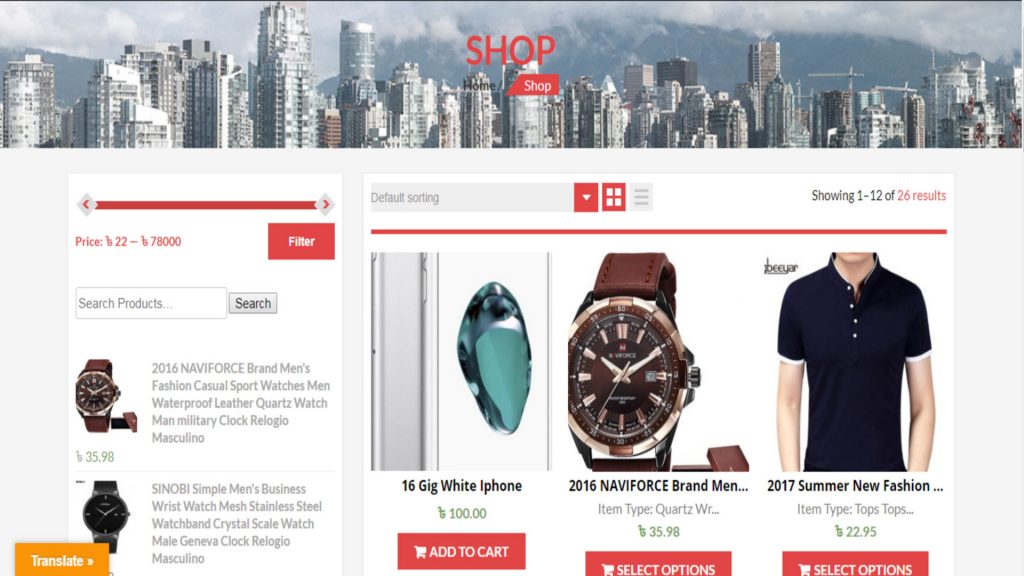 SHOP
Home / Shop
Default sorting
Showing 1–12 of 26 results
Price: ৳ 22 — ৳ 78000
Filter
Search Products...
Search
2016 NAVIFORCE Brand Men's
Fashion Casual Sport Watches Men
Waterproof Leather Quartz Watch
Man military Clock Relogio
Masculino
৳ 35.98
SINOBI Simple Men's Business
Wrist Watch Mesh Stainless Steel
Watchband Crystal Scale Watch
Male Geneva Clock Relogio
Masculino
Translate »
16 Gig White Iphone
৳ 100.00
ADD TO CART
NAVIFORCE
2016 NAVIFORCE Brand Men...
Item Type: Quartz Wr...
৳ 35.98
SELECT OPTIONS
beeyar
2017 Summer New Fashion ...
Item Type: Tops Tops...
৳ 22.95
SELECT OPTIONS